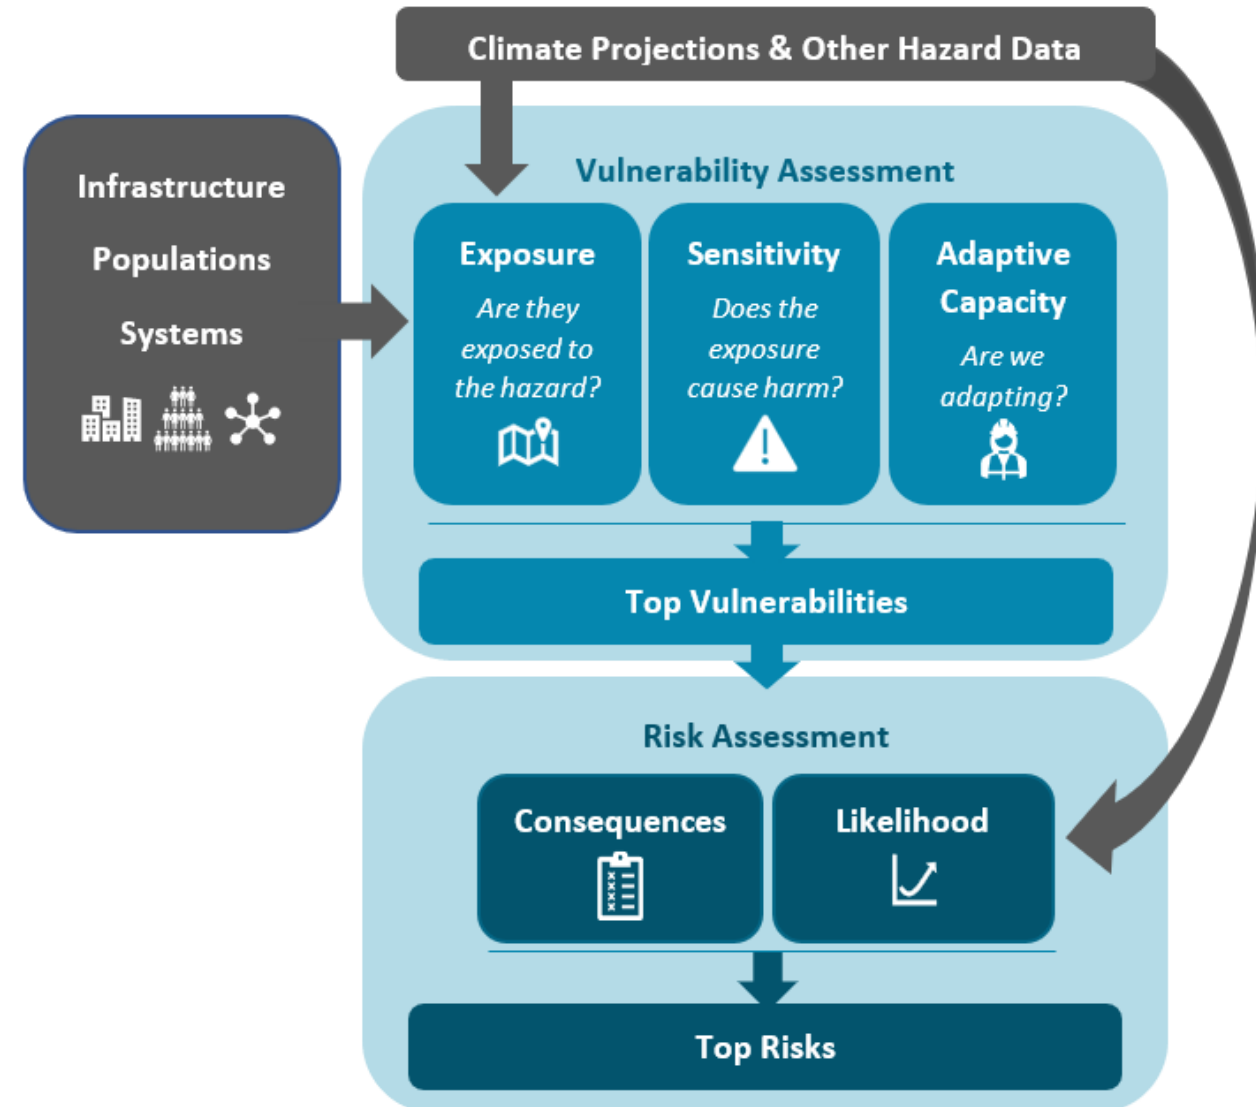 Climate Projections & Other Hazard Data
Infrastructure
Populations
Systems
Vulnerability Assessment
Exposure
Are they
exposed to
the hazard?
Sensitivity
Does the
exposure
cause harm?
Adaptive
Capacity
Are we
adapting?
Top Vulnerabilities
Risk Assessment
Consequences
Likelihood
Top Risks